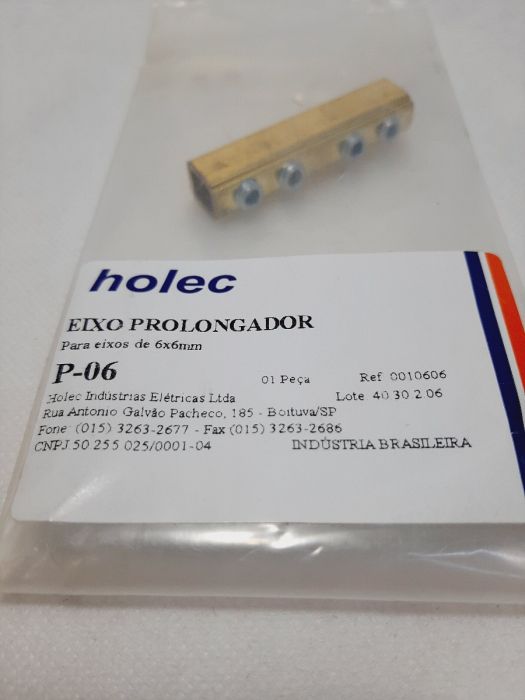 holec
EIXO PROLONGADOR
Para eixos de 6x6mm
P-06 01 Peça Ref 0010606
Holec Indústrias Elétricas Ltda Lote 40 30 2 06
Rua Antonio Galvão Pacheco, 185 - Boituva/SP
Fone (015) 3263-2677 - Fax (015) 3263-2686
CNPJ 50 255 025/0001-04 INDÚSTRIA BRASILEIRA